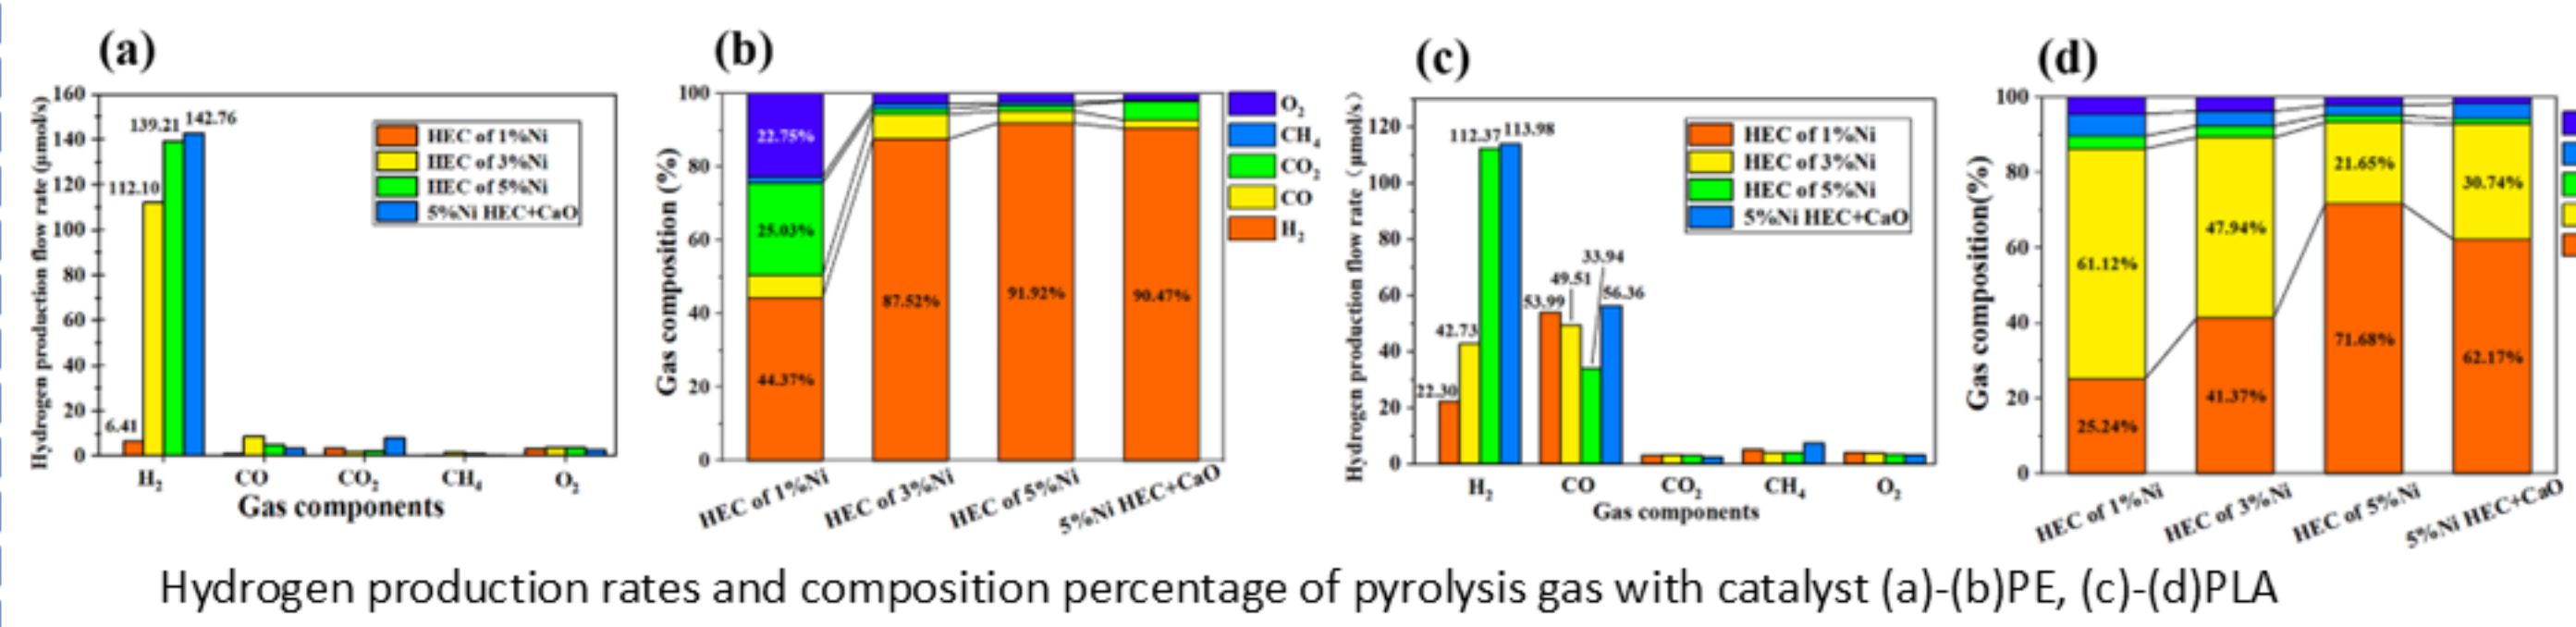 (a)
Hydrogen production flow rate (μmol/s)
160
140
120
100
80
60
40
20
0
6.41
112.10
139.21
142.76
HEC of 1%Ni
HEC of 3%Ni
HEC of 5%Ni
5%Ni HEC+CaO
H₂
CO
CO₂
CH₄
O₂
Gas components
(b)
Gas composition (%)
100
80
60
40
20
0
22.75%
25.03%
44.37%
87.52%
91.92%
90.47%
O₂
CH₄
CO₂
CO
H₂
HEC of 1%Ni
HEC of 3%Ni
HEC of 5%Ni
5%Ni HEC+CaO
(c)
Hydrogen production flow rate (μmol/s)
120
100
80
60
40
20
0
22.30
42.73
112.37
113.98
53.99
49.51
33.94
56.36
HEC of 1%Ni
HEC of 3%Ni
HEC of 5%Ni
5%Ni HEC+CaO
H₂
CO
CO₂
CH₄
O₂
Gas components
(d)
Gas composition(%)
100
80
60
40
20
0
61.12%
25.24%
47.94%
41.37%
21.65%
71.68%
30.74%
62.17%
HEC of 1%Ni
HEC of 3%Ni
HEC of 5%Ni
5%Ni HEC+CaO
Hydrogen production rates and composition percentage of pyrolysis gas with catalyst (a)-(b)PE, (c)-(d)PLA